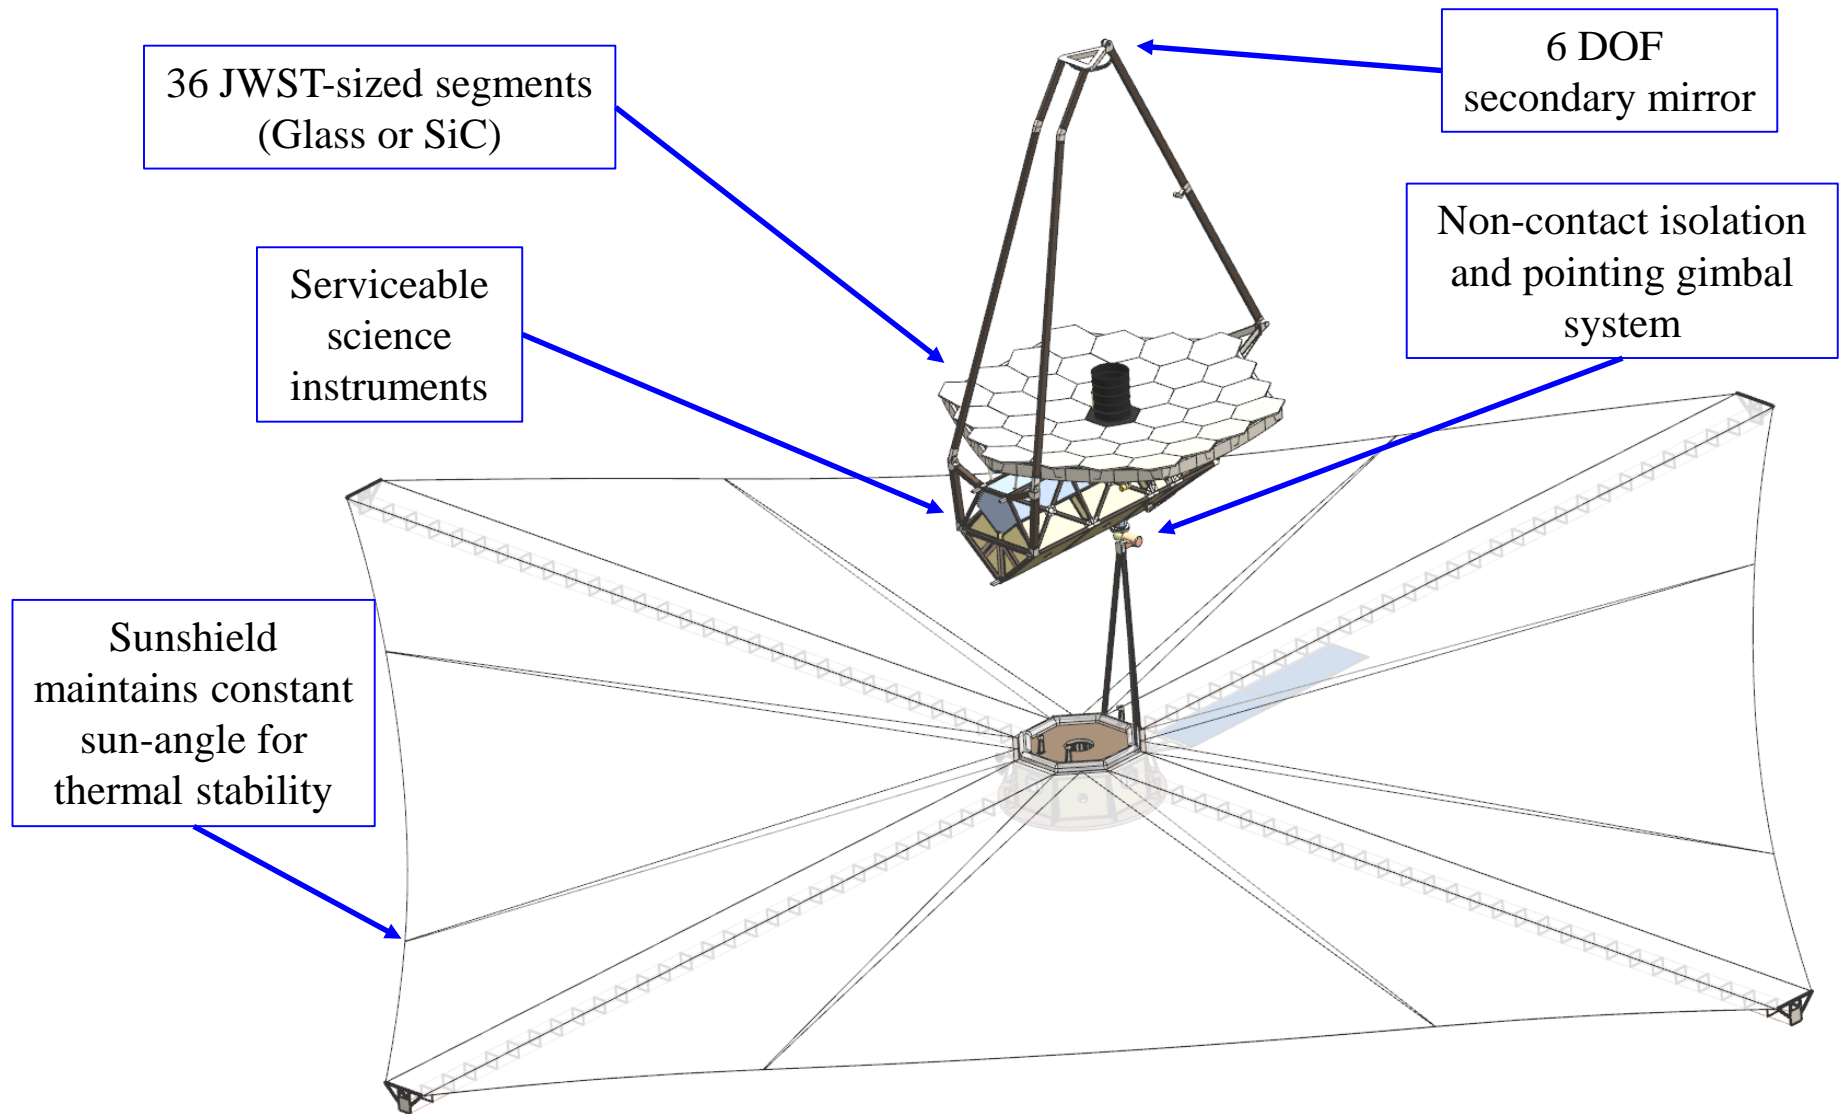 36 JWST-sized segments
(Glass or SiC)
6 DOF
secondary mirror
Serviceable
science
instruments
Non-contact isolation
and pointing gimbal
system
Sunshield
maintains constant
sun-angle for
thermal stability